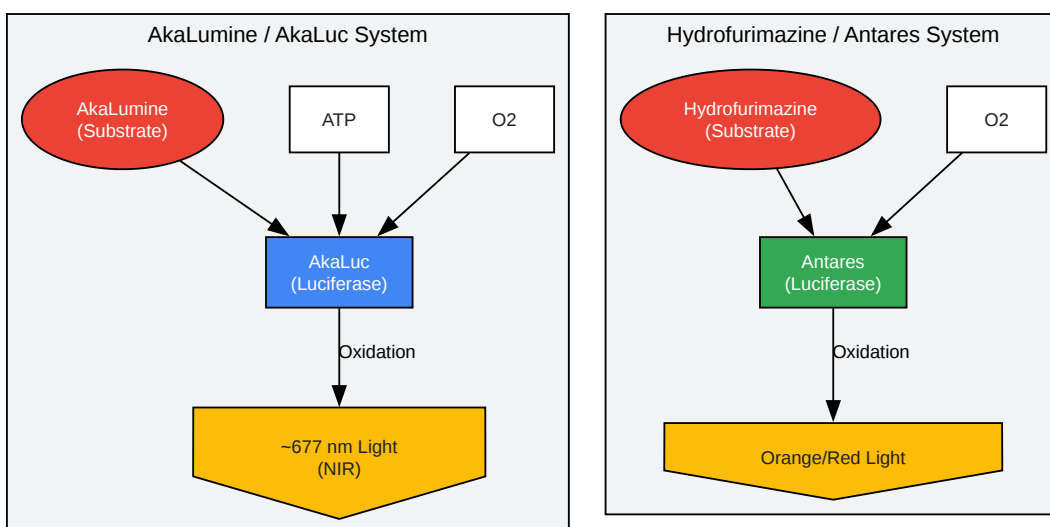 AkaLumine / AkaLuc System
AkaLumine
(Substrate)
ATP
O2
AkaLuc
(Luciferase)
Oxidation
~677 nm Light
(NIR)
Hydrofurimazine / Antares System
Hydrofurimazine
(Substrate)
O2
Antares
(Luciferase)
Oxidation
Orange/Red Light